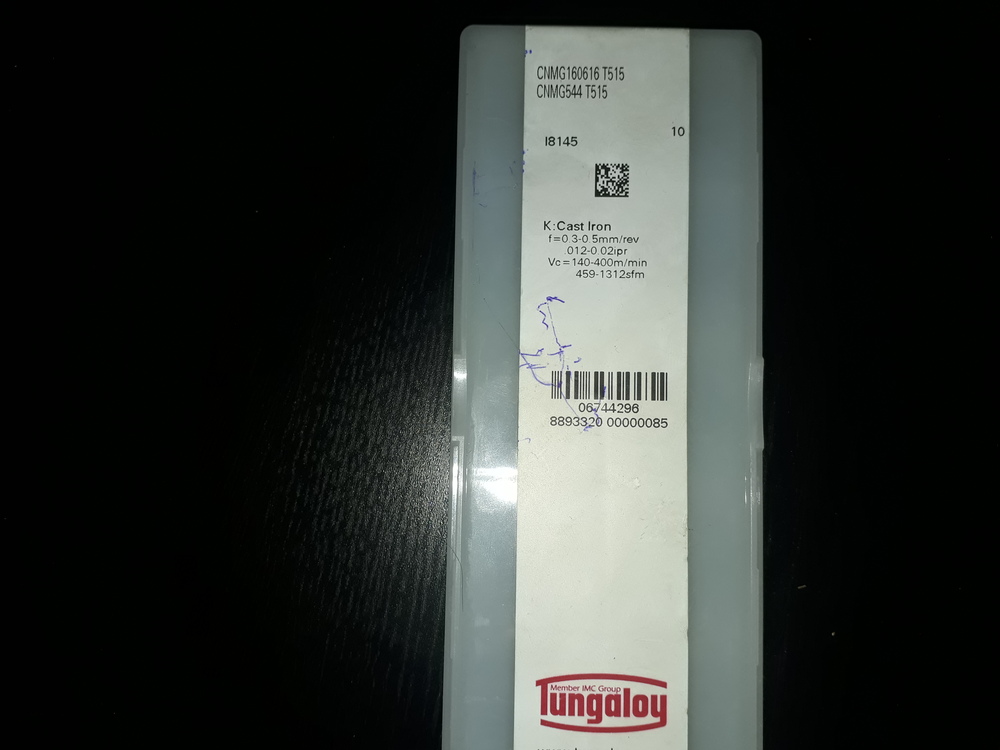 CNMG160616 T515
CNMG544 T515
10
I8145
K:Cast Iron
f=0.3-0.5mm/rev
012-0.02ipr
Vc=140-400m/min
459-1312sfm
06744296
8893320 00000085
Member IMC Group
Tungaloy